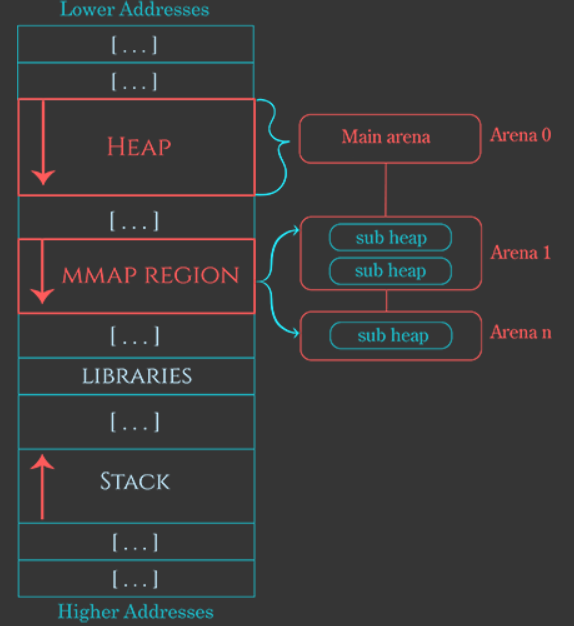 Lower Addresses
[...]
[...]
HEAP
[...]
MMAP REGION
[...]
LIBRARIES
[...]
STACK
[...]
[...]
Higher Addresses
Main arena
Arena 0
sub heap
sub heap
Arena 1
sub heap
Arena n